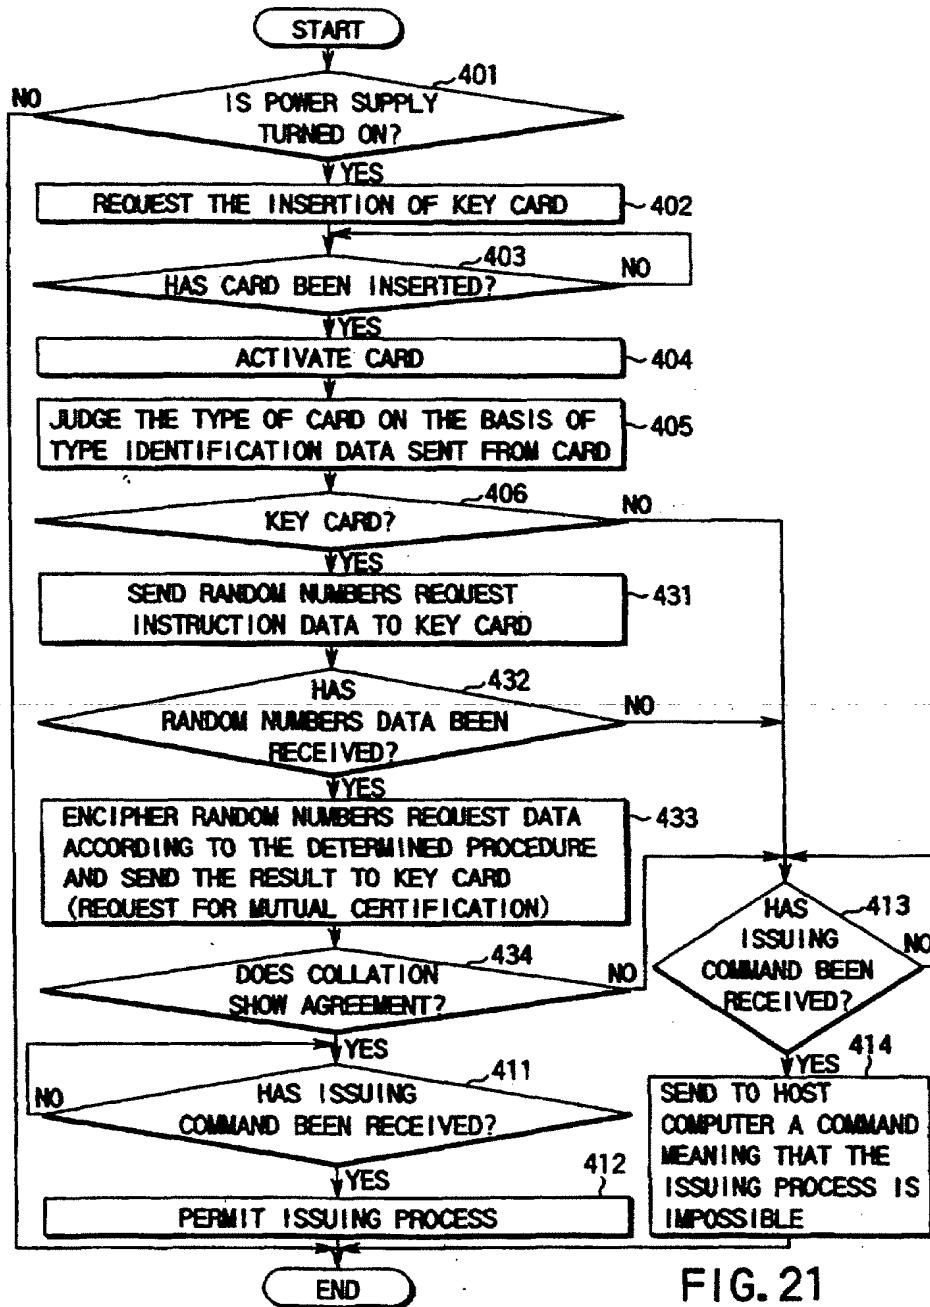 START
401
NO
IS POWER SUPPLY
TURNED ON?
YES
REQUEST THE INSERTION OF KEY CARD
402
403
NO
HAS CARD BEEN INSERTED?
YES
ACTIVATE CARD
404
JUDGE THE TYPE OF CARD ON THE BASIS OF
TYPE IDENTIFICATION DATA SENT FROM CARD
405
406
NO
KEY CARD?
YES
SEND RANDOM NUMBERS REQUEST
INSTRUCTION DATA TO KEY CARD
431
432
HAS
RANDOM NUMBERS DATA BEEN
RECEIVED?
NO
YES
ENCIPHER RANDOM NUMBERS REQUEST DATA
ACCORDING TO THE DETERMINED PROCEDURE
AND SEND THE RESULT TO KEY CARD
(REQUEST FOR MUTUAL CERTIFICATION)
433
434
DOES COLLATION
SHOW AGREEMENT?
NO
YES
411
NO
HAS ISSUING
COMMAND BEEN RECEIVED?
YES
412
PERMIT ISSUING PROCESS
413
HAS
ISSUING
COMMAND BEEN
RECEIVED?
NO
YES
414
SEND TO HOST
COMPUTER A COMMAND
MEANING THAT THE
ISSUING PROCESS IS
IMPOSSIBLE
END
FIG. 21